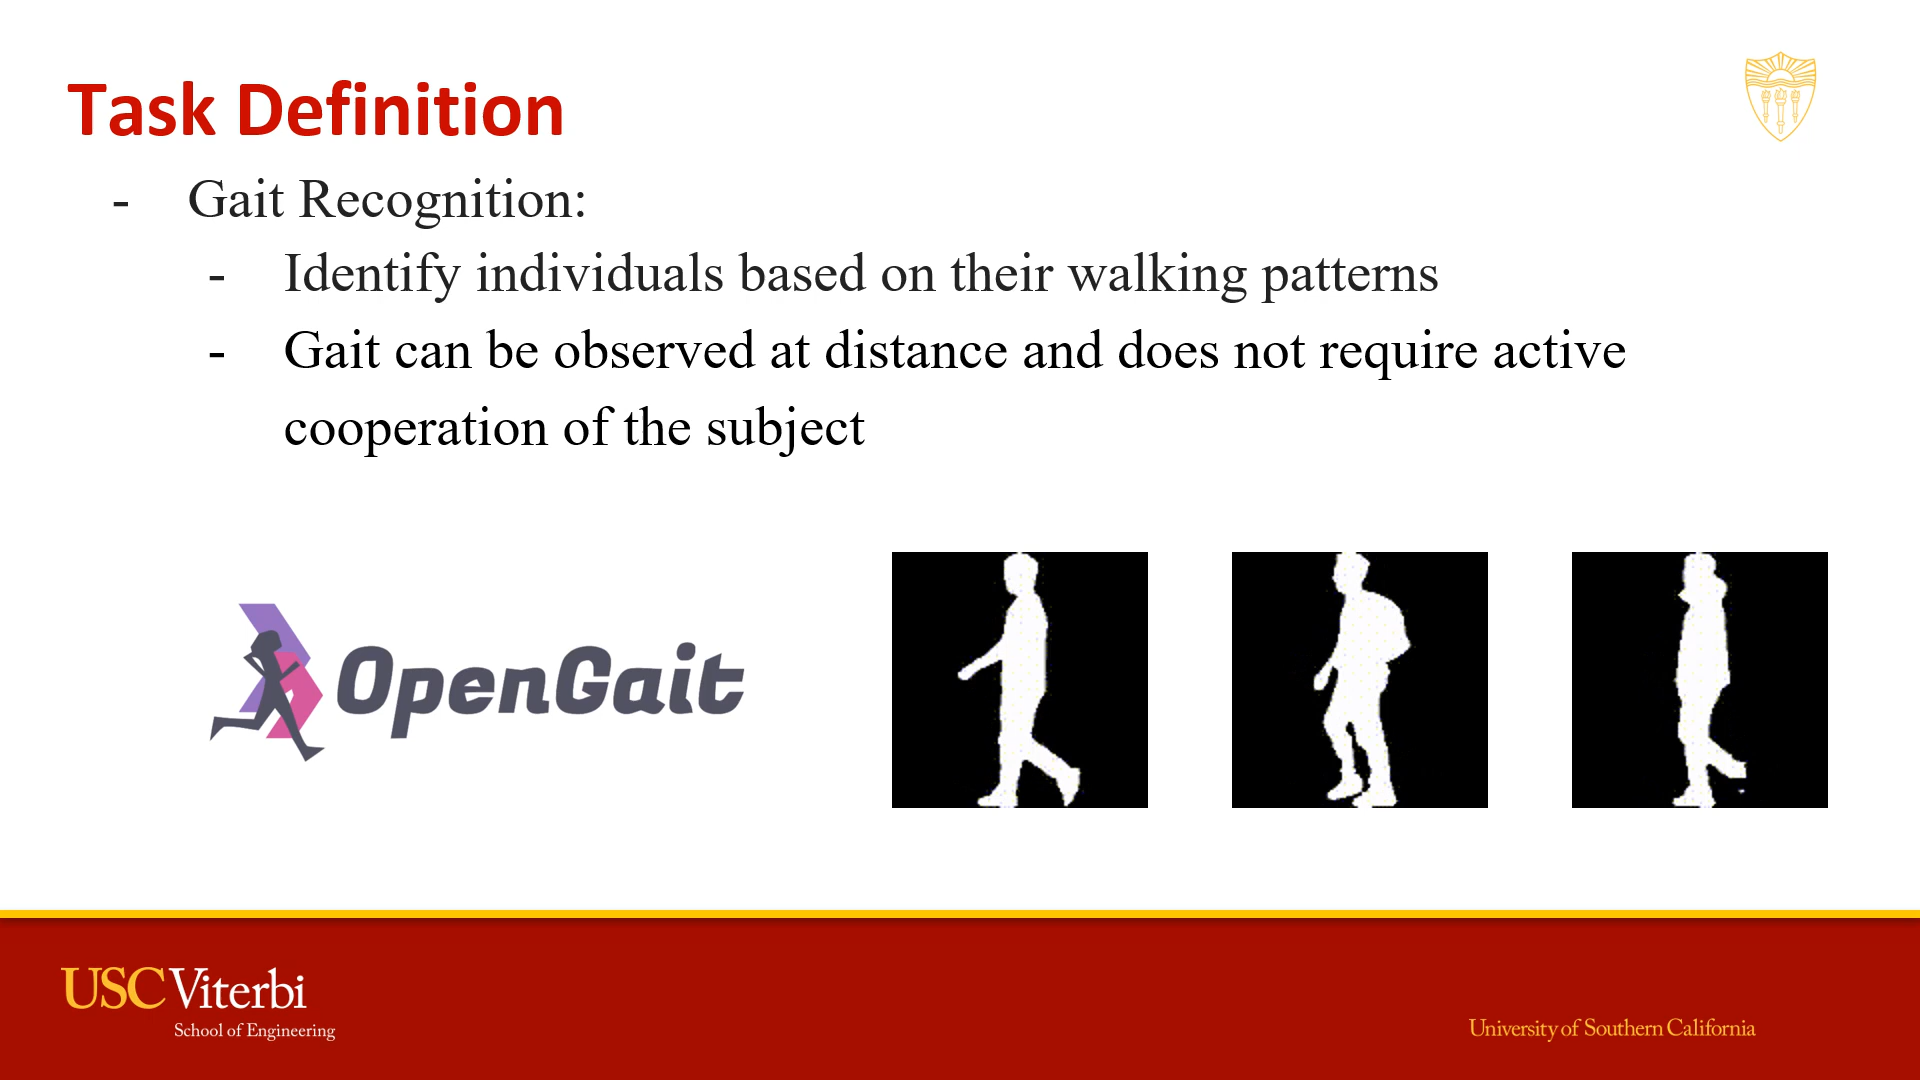 Task Definition
- Gait Recognition:
- Identify individuals based on their walking patterns
- Gait can be observed at distance and does not require active
cooperation of the subject
OpenGait
USC Viterbi
School of Engineering
University of Southern California